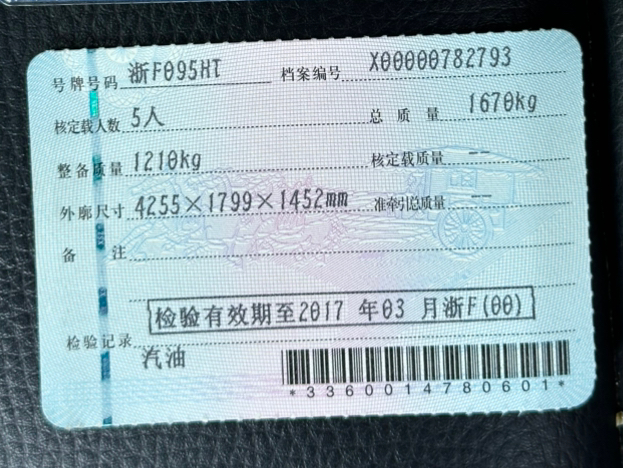 号牌号码 浙F095HT 档案编号 X00000782793
核定载人数 5人 总质量 1670kg
整备质量 1210kg 核定载质量 --
外廓尺寸 4255×1799×1452mm 准牵引总质量 --
备注
检验有效期至2017 年03 月浙F(00)
检验记录
汽油
*3360014780601*